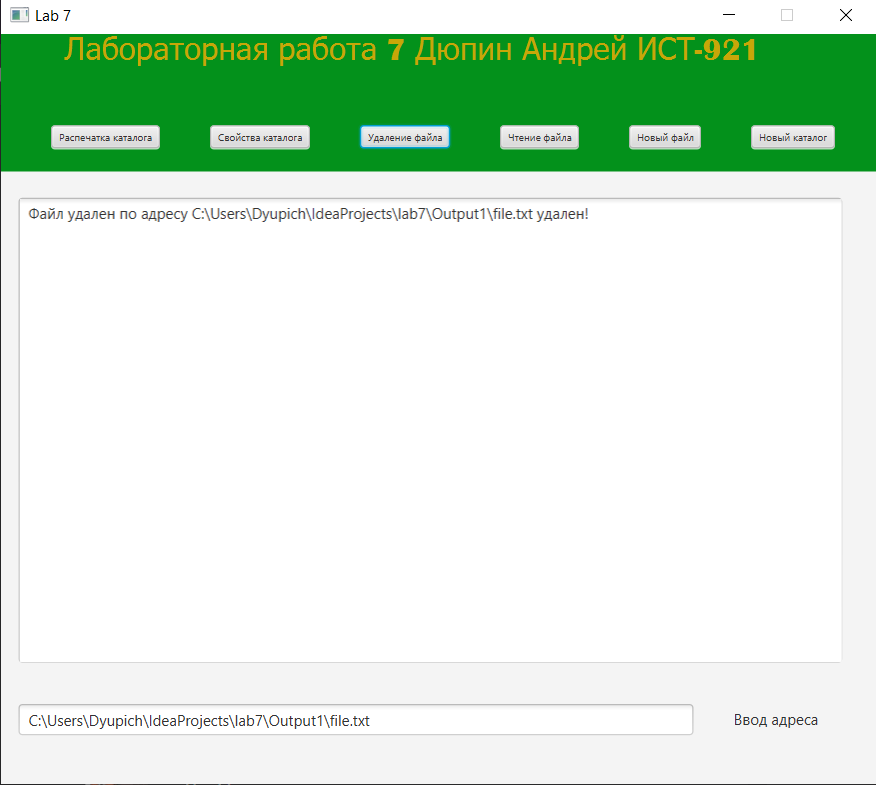 Lab 7
Лабораторная работа 7 Дюпин Андрей ИСТ-921
Распечатка каталога Свойства каталога Удаление файла Чтение файла Новый файл Новый каталог
Файл удален по адресу C:\Users\Dyupich\IdeaProjects\lab7\Output1\file.txt удален!
C:\Users\Dyupich\IdeaProjects\lab7\Output1\file.txt Ввод адреса